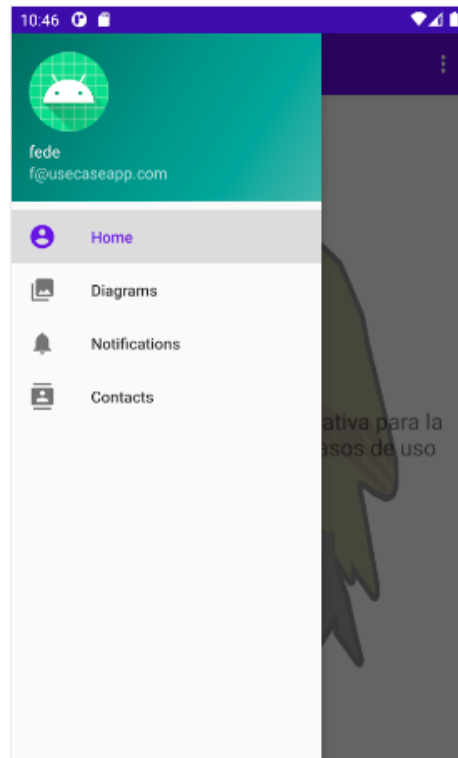 10:46
fede
f@usecaseapp.com
Home
Diagrams
Notifications
Contacts
ativa para la
asos de uso